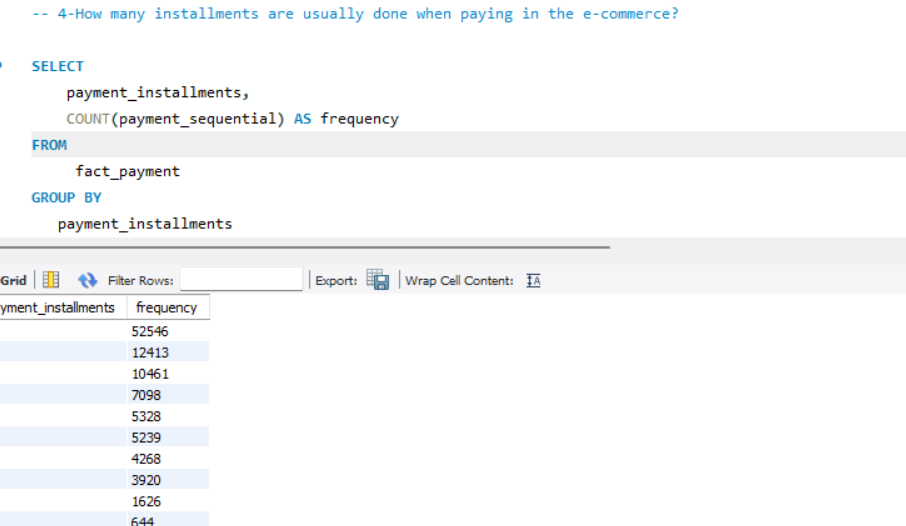 -- 4-How many installments are usually done when paying in the e-commerce?
SELECT
payment_installments,
COUNT(payment_sequential) AS frequency
FROM
fact_payment
GROUP BY
payment_installments
Grid Filter Rows: Export: Wrap Cell Content:
yment_installments frequency
52546
12413
10461
7098
5328
5239
4268
3920
1626
644